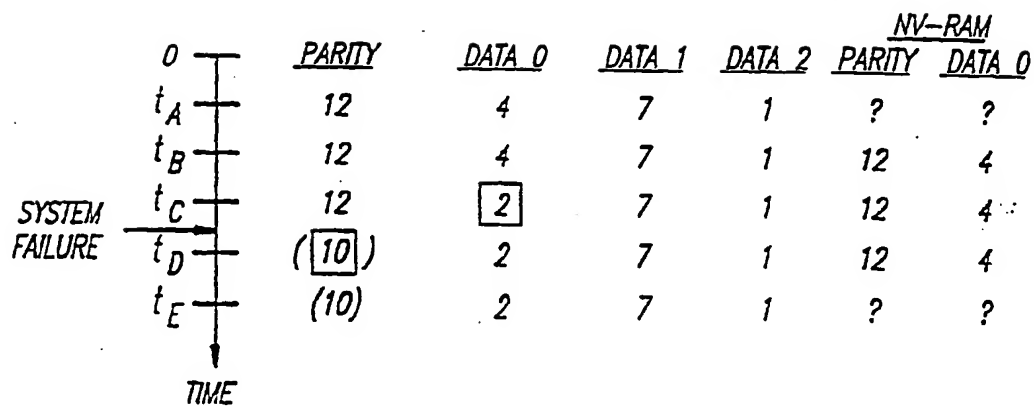 NV-RAM
0 PARITY DATA 0 DATA 1 DATA 2 PARITY DATA 0
tA 12 4 7 1 ? ?
tB 12 4 7 1 12 4
tC 12 2 7 1 12 4
SYSTEM FAILURE
tD (10) 2 7 1 12 4
tE (10) 2 7 1 ? ?
TIME